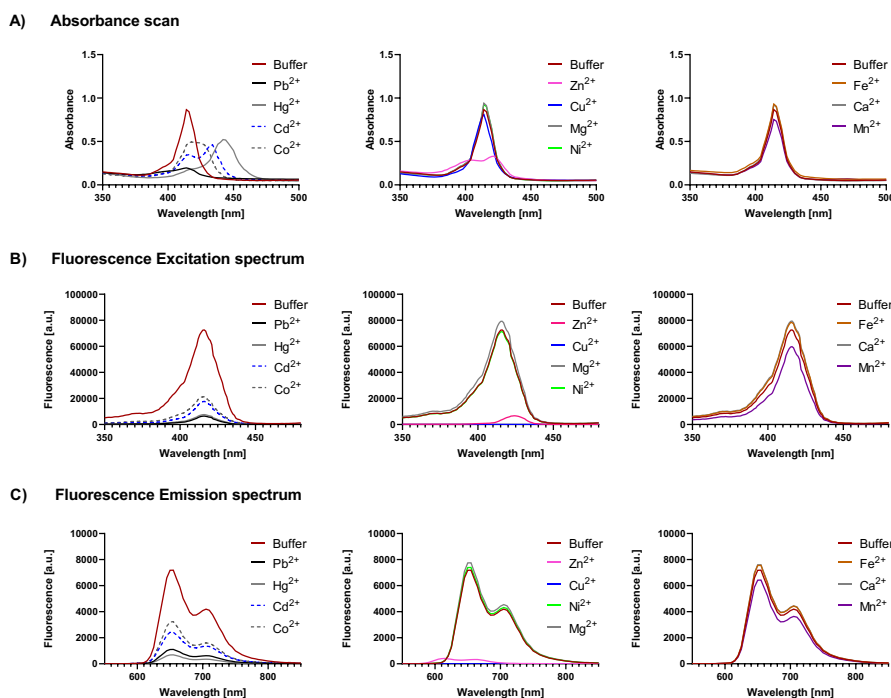 A) Absorbance scan
Absorbance
1.5
1.0
0.5
0.0
350 400 450 500
Wavelength [nm]
Buffer
Pb²⁺
Hg²⁺
Cd²⁺
Co²⁺
Absorbance
1.5
1.0
0.5
0.0
350 400 450 500
Wavelength [nm]
Buffer
Zn²⁺
Cu²⁺
Mg²⁺
Ni²⁺
Absorbance
1.5
1.0
0.5
0.0
350 400 450 500
Wavelength [nm]
Buffer
Fe²⁺
Ca²⁺
Mn²⁺
B) Fluorescence Excitation spectrum
Fluorescence [a.u.]
100000
80000
60000
40000
20000
0
350 400 450
Wavelength [nm]
Buffer
Pb²⁺
Hg²⁺
Cd²⁺
Co²⁺
Fluorescence [a.u.]
100000
80000
60000
40000
20000
0
350 400 450
Wavelength [nm]
Buffer
Zn²⁺
Cu²⁺
Mg²⁺
Ni²⁺
Fluorescence [a.u.]
100000
80000
60000
40000
20000
0
350 400 450
Wavelength [nm]
Buffer
Fe²⁺
Ca²⁺
Mn²⁺
C) Fluorescence Emission spectrum
Fluorescence [a.u.]
10000
8000
6000
4000
2000
0
600 700 800
Wavelength [nm]
Buffer
Pb²⁺
Hg²⁺
Cd²⁺
Co²⁺
Fluorescence [a.u.]
10000
8000
6000
4000
2000
0
600 700 800
Wavelength [nm]
Buffer
Zn²⁺
Cu²⁺
Ni²⁺
Mg²⁺
Fluorescence [a.u.]
10000
8000
6000
4000
2000
0
600 700 800
Wavelength [nm]
Buffer
Fe²⁺
Ca²⁺
Mn²⁺